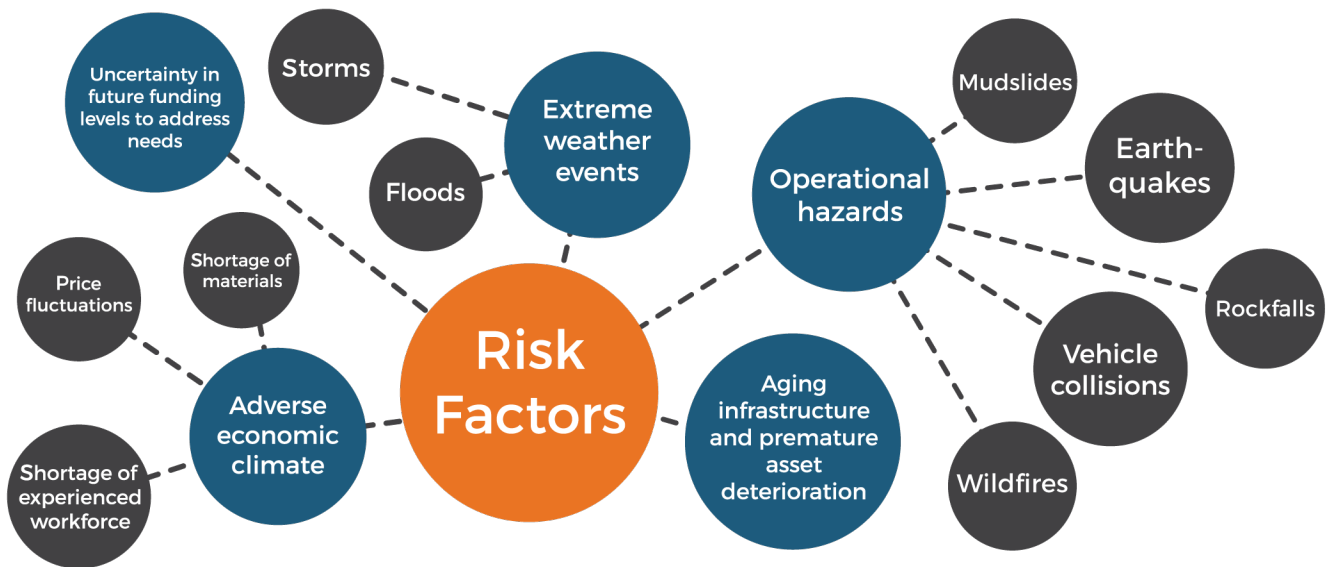 Uncertainty in
future funding
levels to address
needs
Storms
Floods
Extreme
weather
events
Operational
hazards
Mudslides
Earth-
quakes
Rockfalls
Vehicle
collisions
Wildfires
Risk
Factors
Aging
infrastructure
and premature
asset
deterioration
Adverse
economic
climate
Shortage of
materials
Price
fluctuations
Shortage of
experienced
workforce